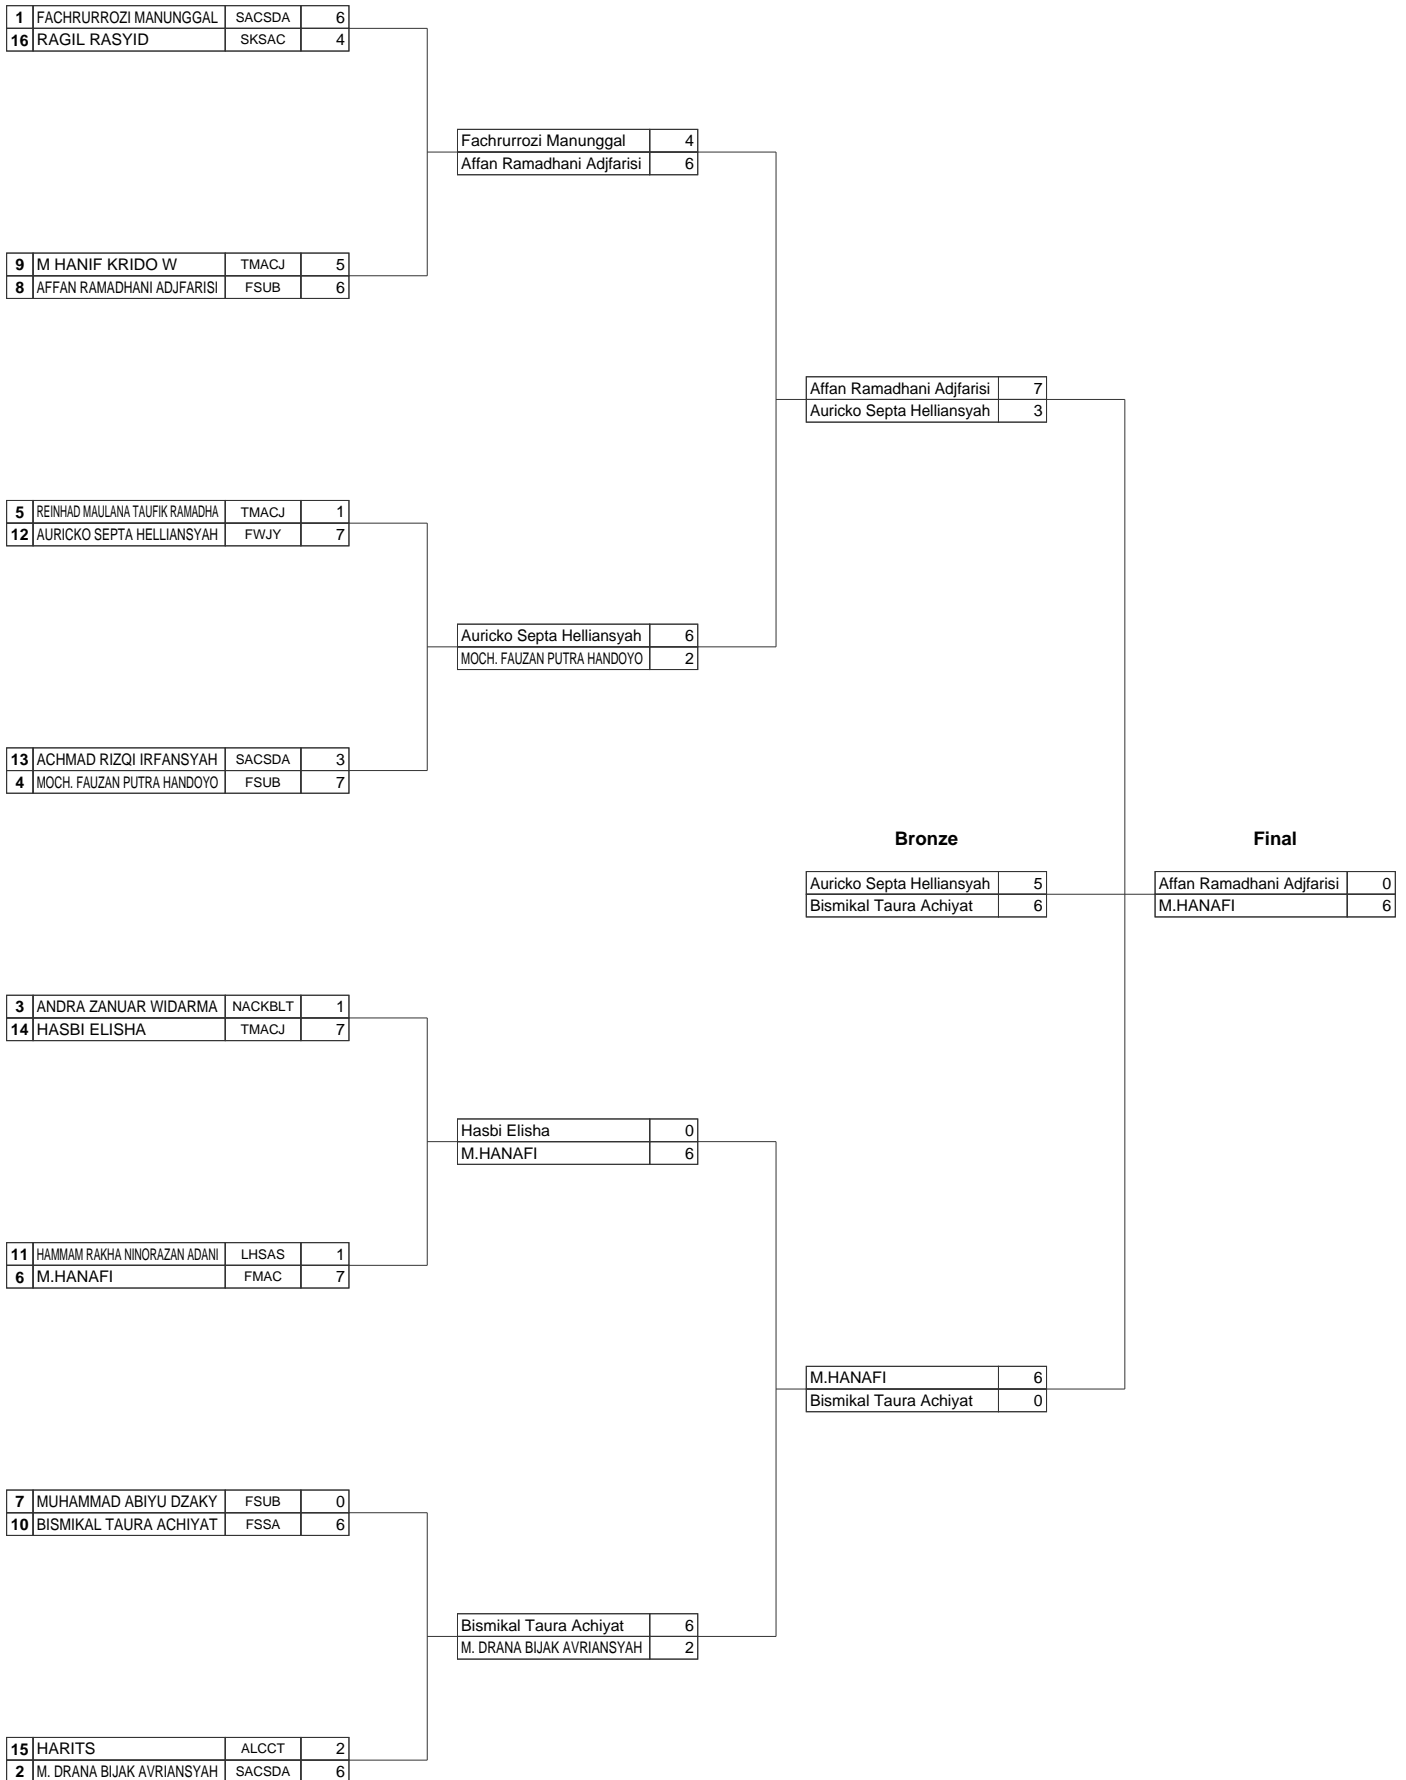 1 FACHRURROZI MANUNGGAL SACSDA 6
16 RAGIL RASYID SKSAC 4
Fachrurrozi Manunggal 4
Affan Ramadhani Adjfarisi 6
9 M HANIF KRIDO W TMACJ 5
8 AFFAN RAMADHANI ADJFARISI FSUB 6
Affan Ramadhani Adjfarisi 7
Auricko Septa Helliansyah 3
5 REINHAD MAULANA TAUFIK RAMADHA TMACJ 1
12 AURICKO SEPTA HELLIANSYAH FWJY 7
Auricko Septa Helliansyah 6
MOCH. FAUZAN PUTRA HANDOYO 2
13 ACHMAD RIZQI IRFANSYAH SACSDA 3
4 MOCH. FAUZAN PUTRA HANDOYO FSUB 7
Bronze Final
Auricko Septa Helliansyah 5 Affan Ramadhani Adjfarisi 0
Bismikal Taura Achiyat 6 M.HANAFI 6
3 ANDRA ZANUAR WIDARMA NACKBLT 1
14 HASBI ELISHA TMACJ 7
Hasbi Elisha 0
M.HANAFI 6
11 HAMMAM RAKHA NINORAZAN ADANI LHSAS 1
6 M.HANAFI FMAC 7
M.HANAFI 6
Bismikal Taura Achiyat 0
7 MUHAMMAD ABIYU DZAKY FSUB 0
10 BISMIKAL TAURA ACHIYAT FSSA 6
Bismikal Taura Achiyat 6
M. DRANA BIJAK AVRIANSYAH 2
15 HARITS ALCCT 2
2 M. DRANA BIJAK AVRIANSYAH SACSDA 6